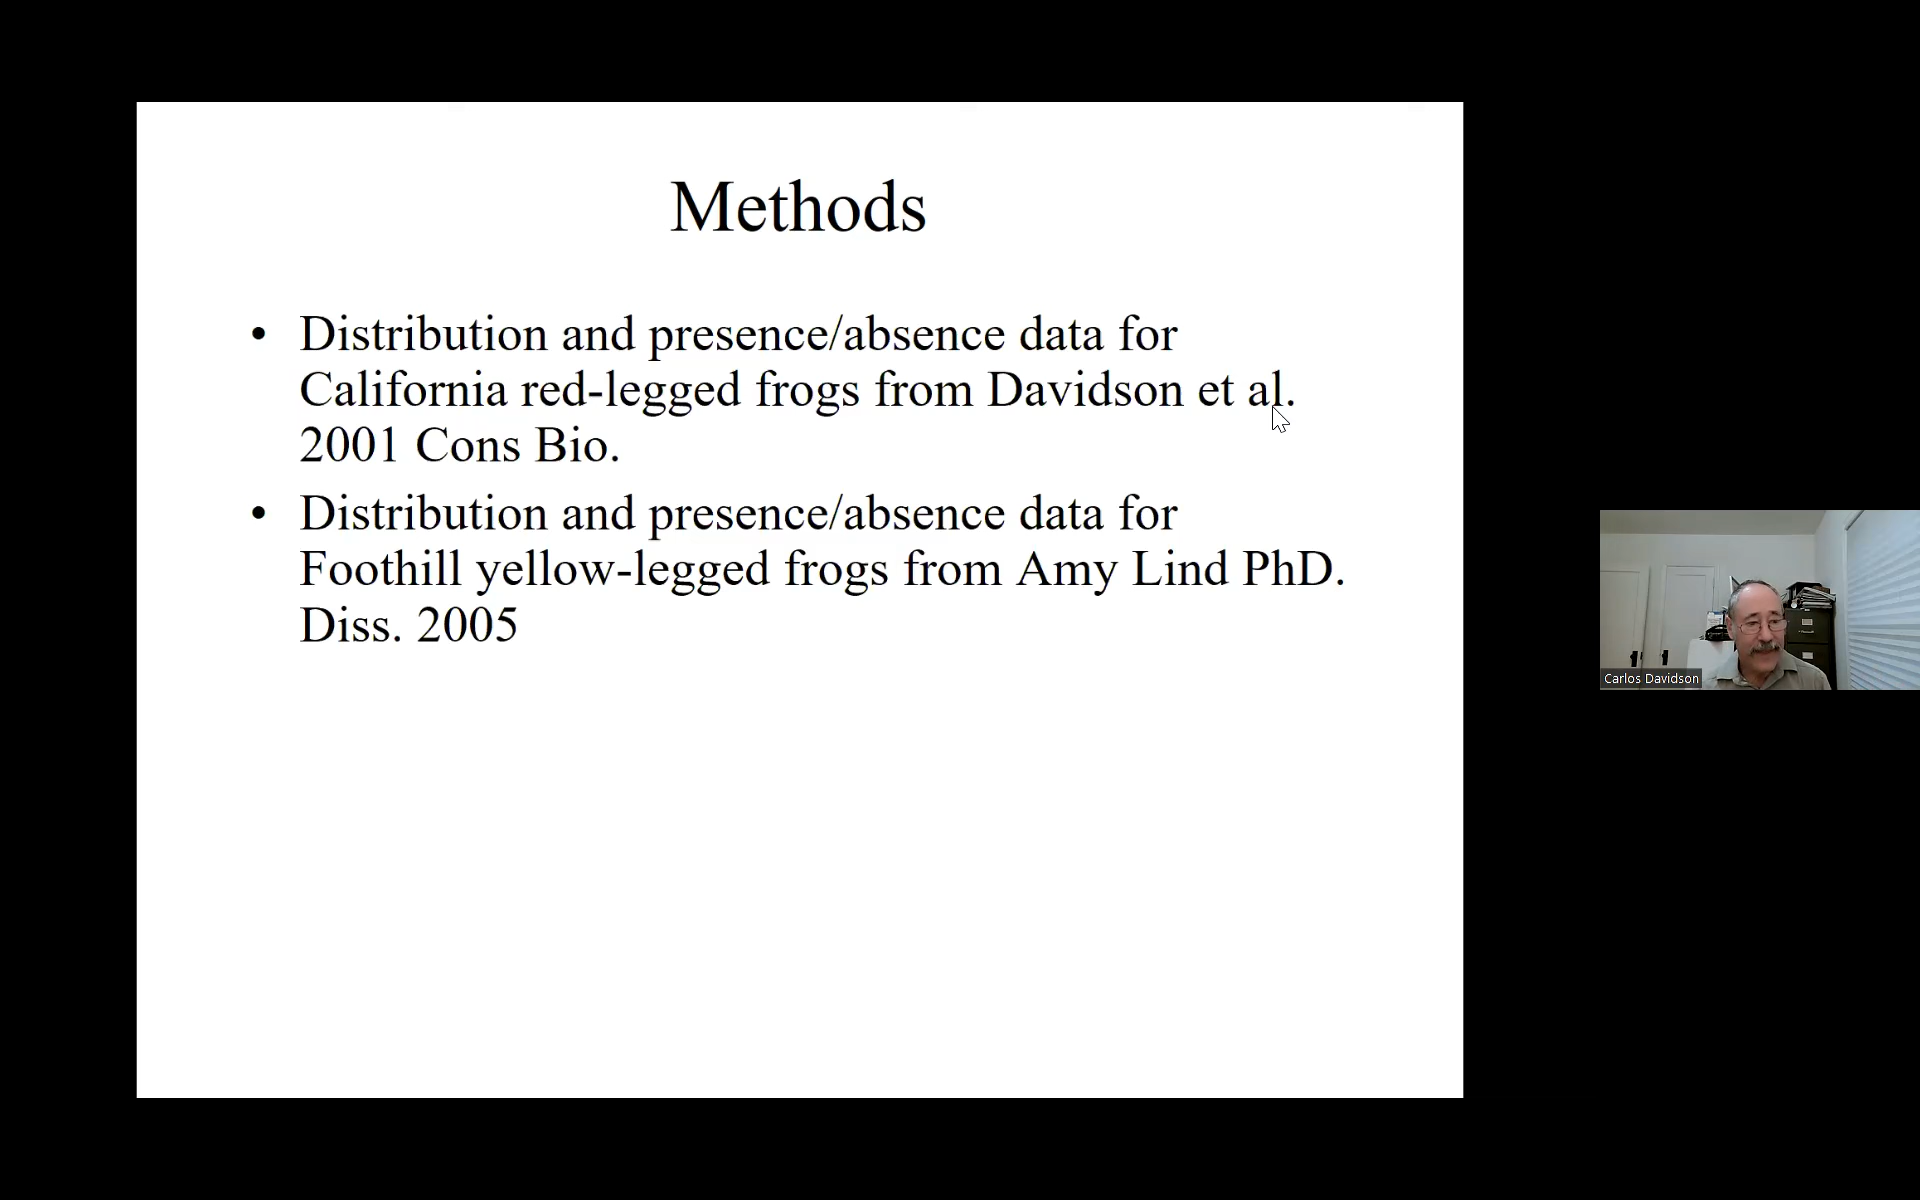 Methods
• Distribution and presence/absence data for
California red-legged frogs from Davidson et al.
2001 Cons Bio.
• Distribution and presence/absence data for
Foothill yellow-legged frogs from Amy Lind PhD.
Diss. 2005
Carlos Davidson